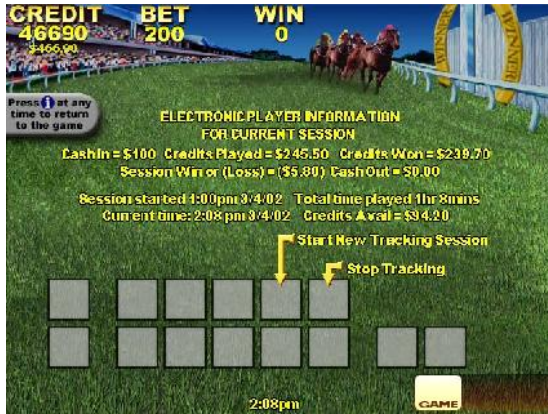 CREDIT BET WIN
46690 200 0
$466.90
WINNER WINNER
Press i at any
time to return
to the game
ELECTRONIC PLAYER INFORMATION
FOR CURRENT SESSION
Cash In = $100 Credits Played = $245.50 Credits Won = $239.70
Session Win or (Loss) = ($5.80) Cash Out = $0.00
Session started 1:00pm 3/4/02 Total time played 1hr 8mins
Current time: 2:08 pm 3/4/02 Credits Avail = $94.20
Start New Tracking Session
Stop Tracking
2:08pm
GAME